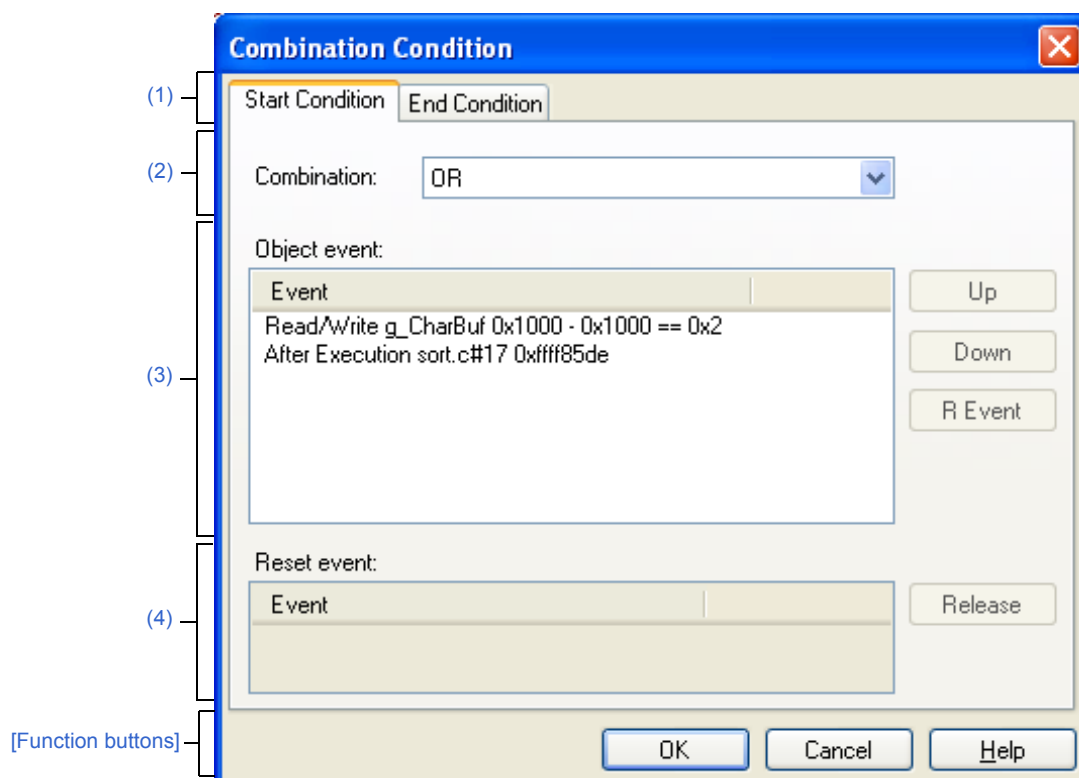 Combination Condition
(1)
Start Condition
End Condition
(2)
Combination:
OR
Object event:
Event
Up
Read/Write g_CharBuf 0x1000 - 0x1000 == 0x2
After Execution sort.c#17 0xffff85de
Down
(3)
R Event
Reset event:
Event
Release
(4)
[Function buttons]
OK
Cancel
Help